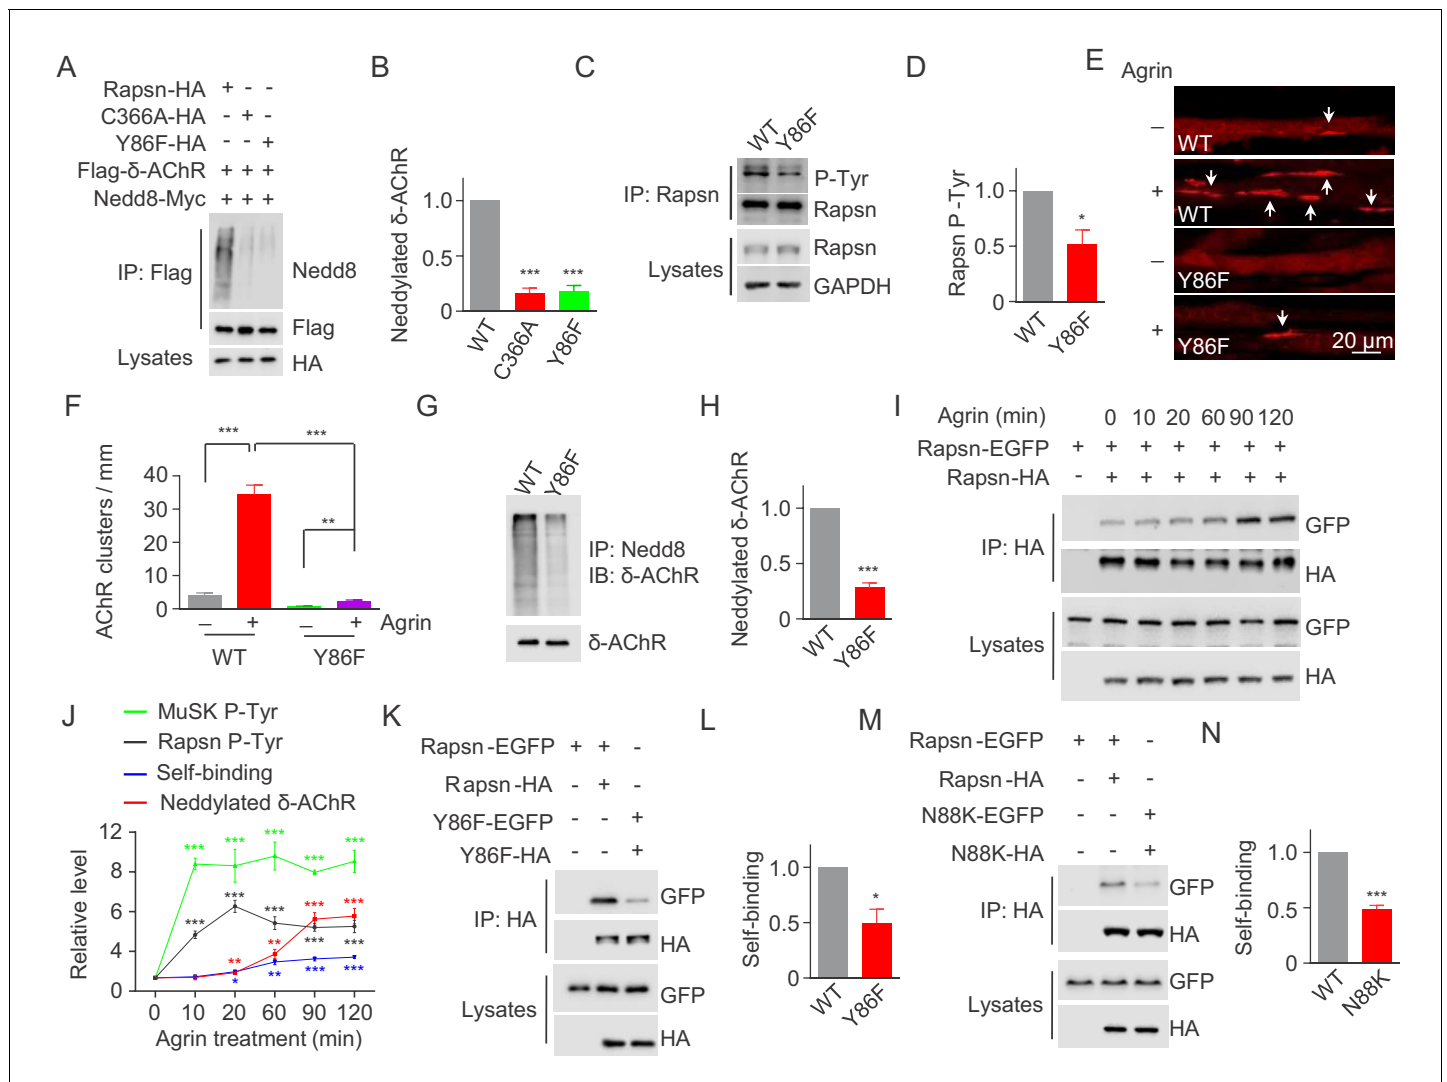 A
Rapsn-HA + - -
C366A-HA - + -
Y86F-HA - - +
Flag-δ-AChR + + +
Nedd8-Myc + + +
IP: Flag
Nedd8
Flag
Lysates
HA
B
Neddylated δ-AChR
1.0
0.5
0
***
***
WT
C366A
Y86F
C
WT
Y86F
IP: Rapsn
P-Tyr
Rapsn
Lysates
Rapsn
GAPDH
D
Rapsn P-Tyr
1.0
0.5
0
*
WT
Y86F
E
Agrin
–
WT
+
WT
–
Y86F
+
Y86F
20 µm
F
AChR clusters / mm
40
30
20
10
0
***
***
**
– + – + Agrin
WT
Y86F
G
WT
Y86F
IP: Nedd8
IB: δ-AChR
δ-AChR
H
Neddylated δ-AChR
1.0
0.5
0
***
WT
Y86F
I
Agrin (min) 0 10 20 60 90 120
Rapsn-EGFP + + + + + + +
Rapsn-HA - + + + + + +
IP: HA
GFP
HA
Lysates
GFP
HA
J
MuSK P-Tyr
Rapsn P-Tyr
Self-binding
Neddylated δ-AChR
Relative level
12
8
6
2
0
*** *** *** *** ***
*** *** *** *** ***
** ** *** ***
* ** *** ***
0 10 20 60 90 120
Agrin treatment (min)
K
Rapsn-EGFP + + -
Rapsn-HA - + -
Y86F-EGFP - - +
Y86F-HA - - +
IP: HA
GFP
HA
Lysates
GFP
HA
L
Self-binding
1.0
0.5
0
*
WT
Y86F
M
Rapsn-EGFP + + -
Rapsn-HA - + -
N88K-EGFP - - +
N88K-HA - - +
IP: HA
GFP
HA
Lysates
GFP
HA
N
Self-binding
1.0
0.5
0
***
WT
N88K